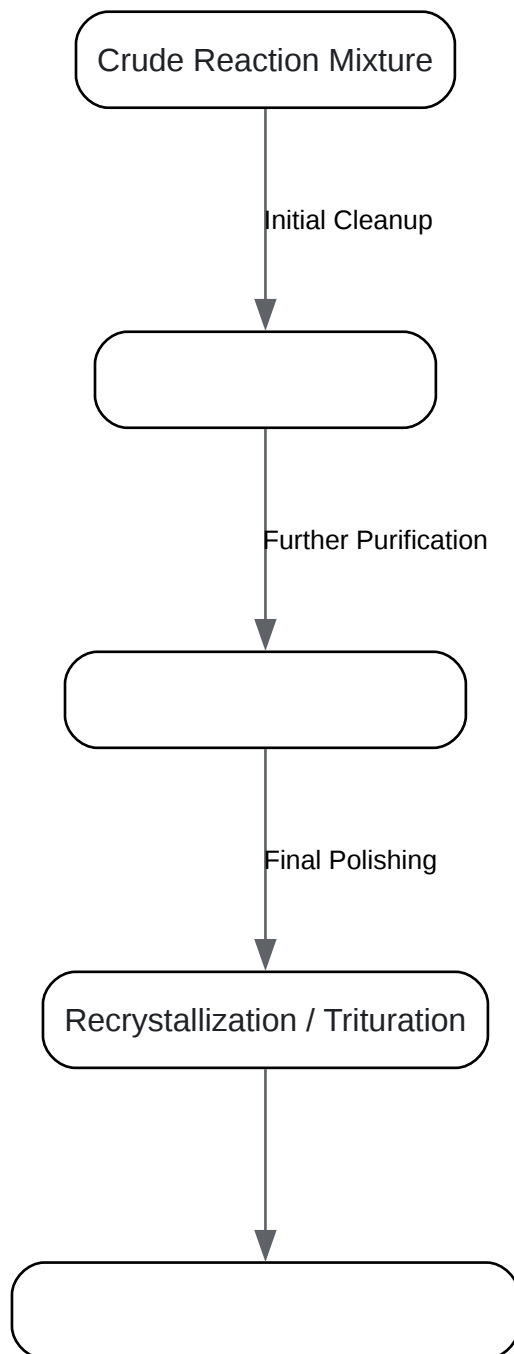 Crude Reaction Mixture
Initial Cleanup
Further Purification
Final Polishing
Recrystallization / Trituration